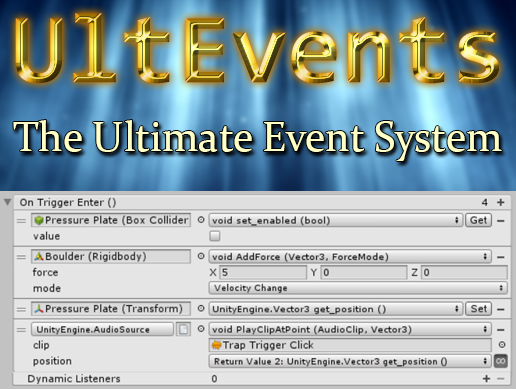 UltEvents
The Ultimate Event System
On Trigger Enter () 4
Pressure Plate (Box Collider void set_enabled (bool) Get
value
Boulder (Rigidbody) void AddForce (Vector3, ForceMode)
force X 5 Y 0 Z 0
mode Velocity Change
Pressure Plate (Transform) UnityEngine.Vector3 get_position () Set
UnityEngine.AudioSource void PlayClipAtPoint (AudioClip, Vector3)
clip Trap Trigger Click
position Return Value 2: UnityEngine.Vector3 get_position ()
Dynamic Listeners 0